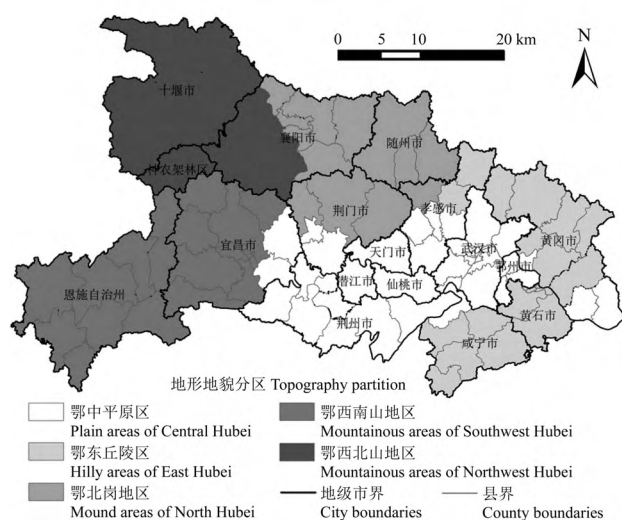 N
0 10 20 km
十堰市
襄阳市
随州市
神农架林区
荆门市
孝感市
宜昌市
武汉市
黄冈市
天门市
鄂州市
恩施自治州
潜江市
仙桃市
黄石市
荆州市
咸宁市
地形地貌分区 Topography partition
鄂中平原区
Plain areas of Central Hubei
鄂西南山地区
Mountainous areas of Southwest Hubei
鄂东丘陵区
Hilly areas of East Hubei
鄂西北山地区
Mountainous areas of Northwest Hubei
鄂北岗地区
Mound areas of North Hubei
地级市界
City boundaries
县界
County boundaries